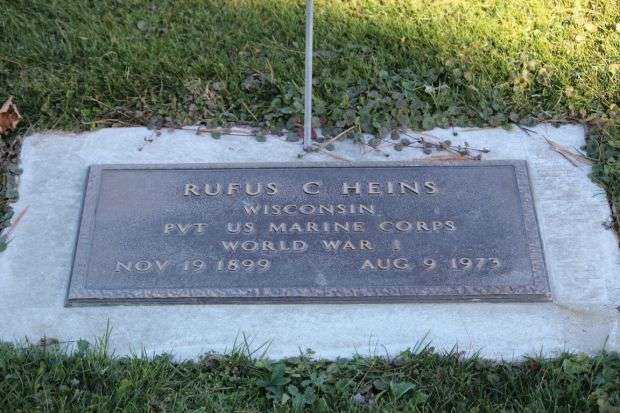 RUFUS C HEINS
WISCONSIN
PVT US MARINE CORPS
WORLD WAR I
NOV 19 1899 AUG 9 1973